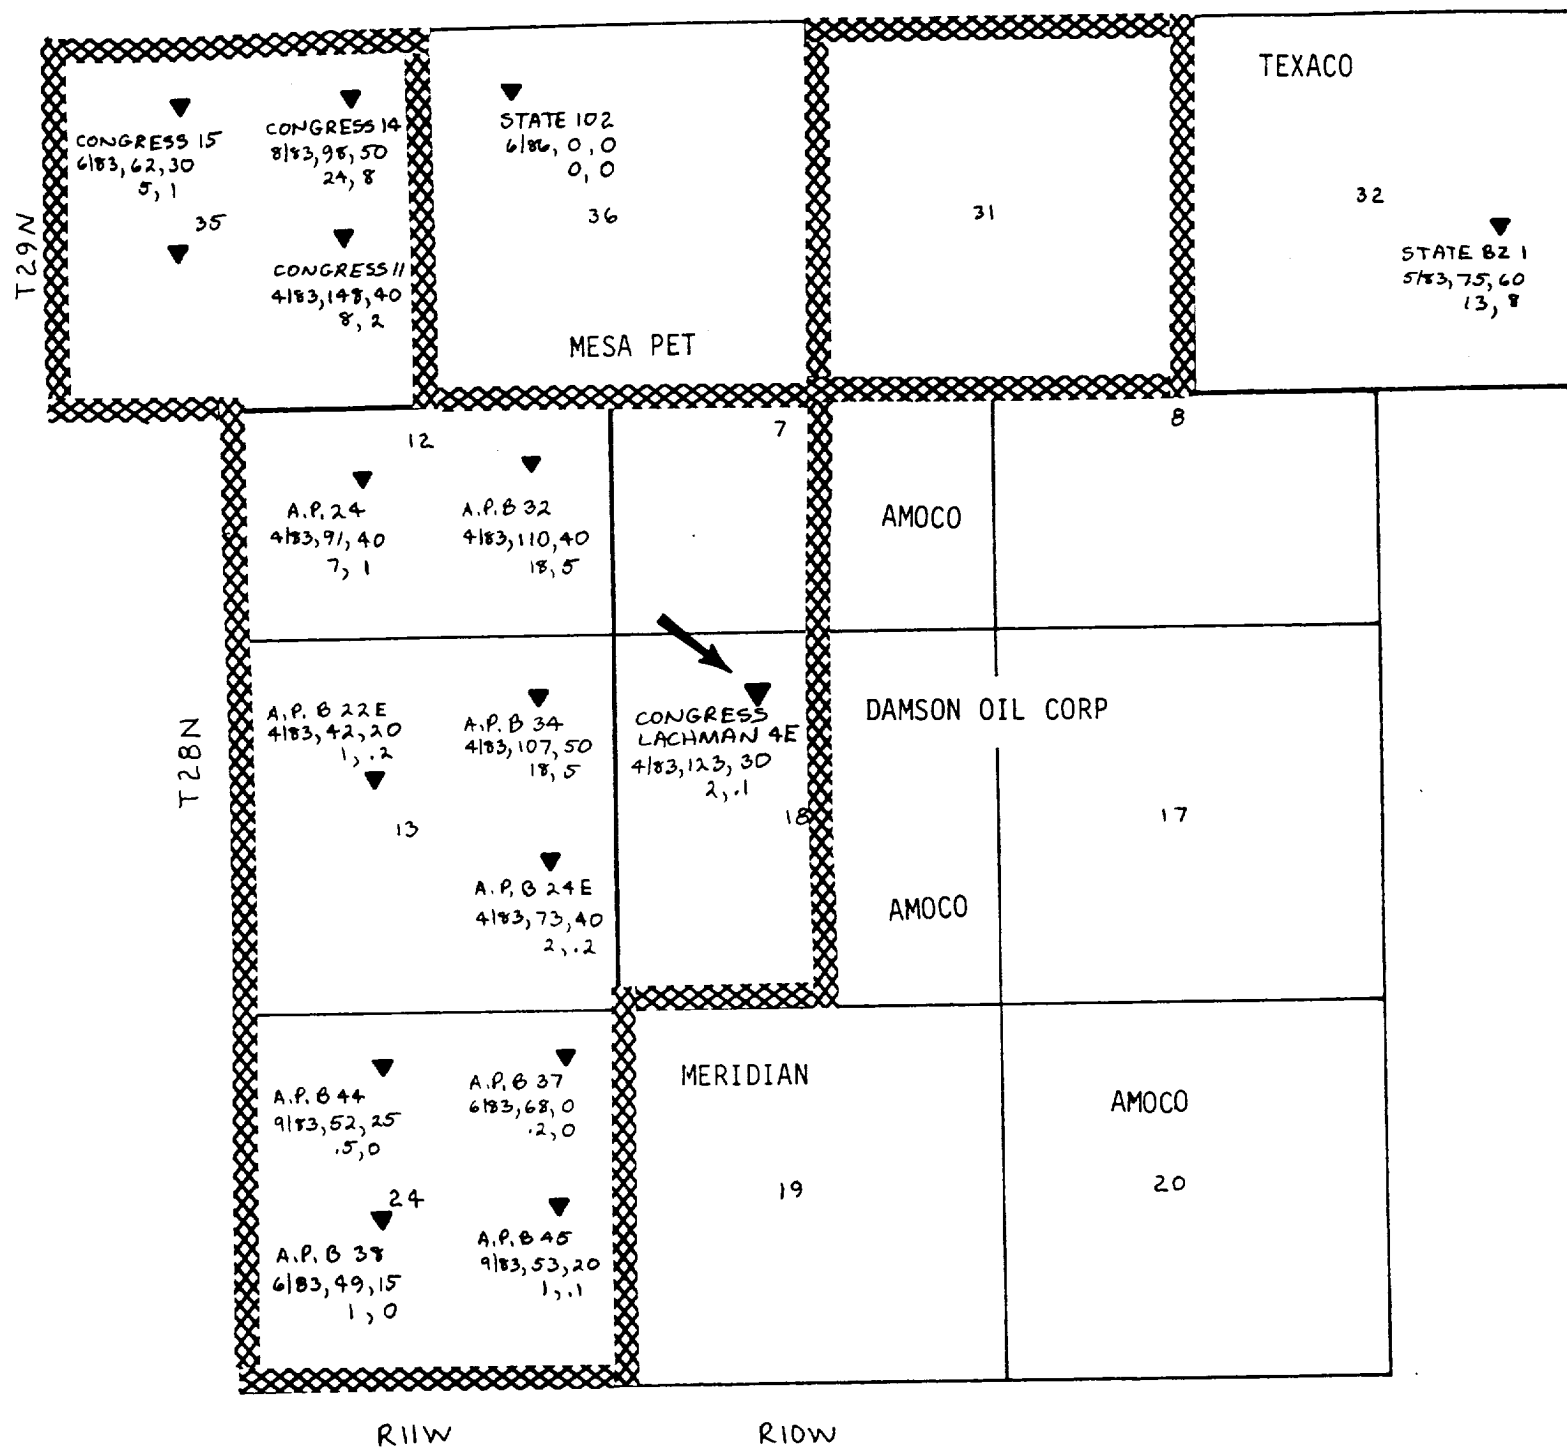 TEXACO
CONGRESS 15
6/83, 62, 30
5, 1
CONGRESS 14
8/83, 98, 50
24, 8
STATE 102
6/86, 0, 0
0, 0
35
36
31
32
T29N
CONGRESS 11
4/83, 148, 40
8, 2
STATE BZ 1
5/83, 75, 60
13, 8
MESA PET
12
7
8
A.P. 24
4/83, 91, 40
7, 1
A.P. B 32
4/83, 110, 40
18, 5
AMOCO
T28N
A.P. B 22E
4/83, 42, 20
1, .2
A.P. B 34
4/83, 107, 50
18, 5
CONGRESS
LACHMAN 4E
4/83, 123, 30
2, .1
DAMSON OIL CORP
13
18
17
A.P. B 24E
4/83, 73, 40
2, .2
AMOCO
A.P. B 44
9/83, 52, 25
.5, 0
A.P. B 37
6/83, 68, 0
.2, 0
MERIDIAN
AMOCO
24
19
20
A.P. B 38
6/83, 49, 15
1, 0
A.P. B 45
9/83, 53, 20
1, .1
R11W
R10W